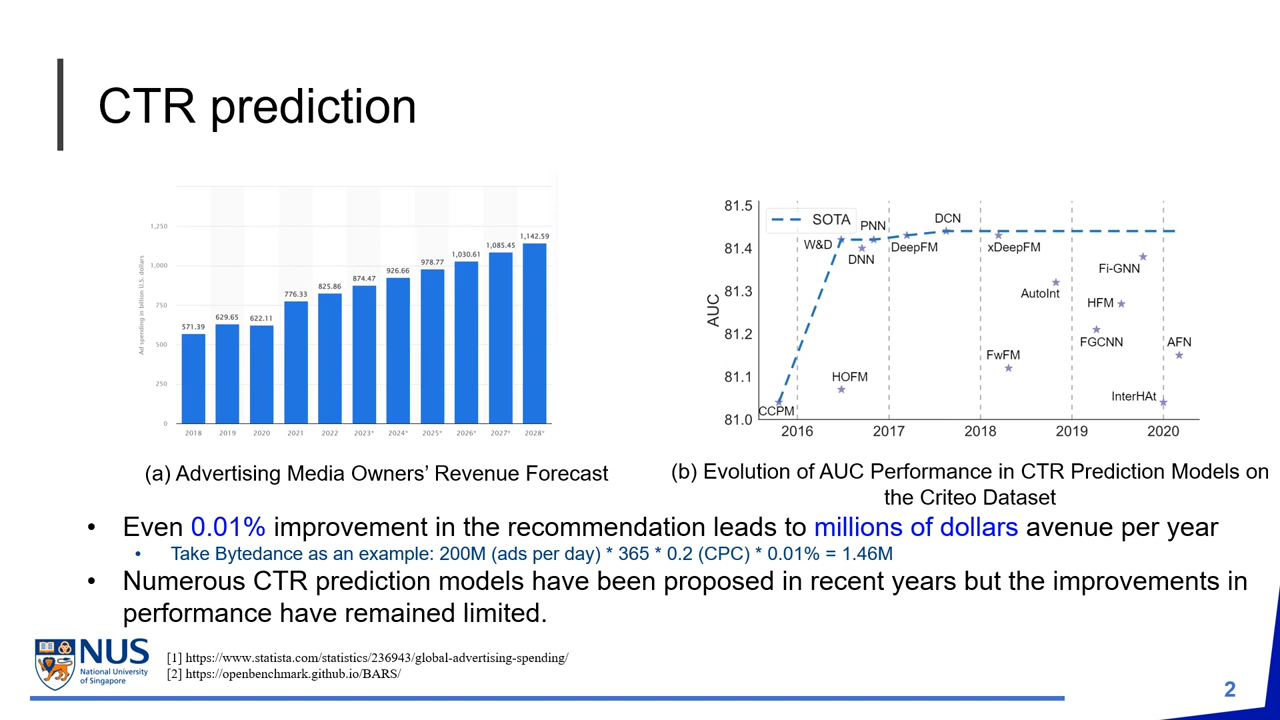 CTR prediction
1,250
1,000
750
500
250
0
Ad spending in billion U.S. dollars
571.39
629.65
622.11
776.33
825.86
874.47
926.66
978.77
1,030.61
1,085.45
1,142.59
2018
2019
2020
2021
2022
2023*
2024*
2025*
2026*
2027*
2028*
(a) Advertising Media Owners’ Revenue Forecast
81.5
81.4
81.3
81.2
81.1
81.0
AUC
SOTA
CCPM
W&D
HOFM
DNN
PNN
DeepFM
DCN
xDeepFM
FwFM
AutoInt
FGCNN
HFM
Fi-GNN
InterHAt
AFN
2016
2017
2018
2019
2020
(b) Evolution of AUC Performance in CTR Prediction Models on
the Criteo Dataset
• Even 0.01% improvement in the recommendation leads to millions of dollars avenue per year
• Take Bytedance as an example: 200M (ads per day) * 365 * 0.2 (CPC) * 0.01% = 1.46M
• Numerous CTR prediction models have been proposed in recent years but the improvements in
performance have remained limited.
NUS
National University
of Singapore
[1] https://www.statista.com/statistics/236943/global-advertising-spending/
[2] https://openbenchmark.github.io/BARS/
2